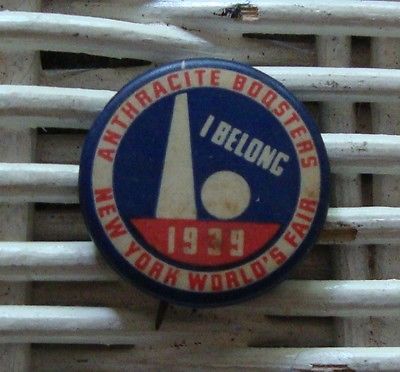 ANTHRACITE BOOSTERS
I BELONG
1939
NEW YORK WORLD'S FAIR